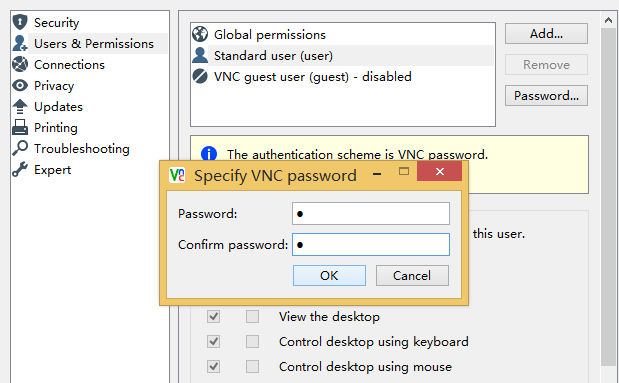 Security
Users & Permissions
Connections
Privacy
Updates
Printing
Troubleshooting
Expert
Global permissions
Standard user (user)
VNC guest user (guest) - disabled
Add...
Remove
Password...
The authentication scheme is VNC password.
Specify VNC password
Password:
Confirm password:
OK
Cancel
this user.
View the desktop
Control desktop using keyboard
Control desktop using mouse